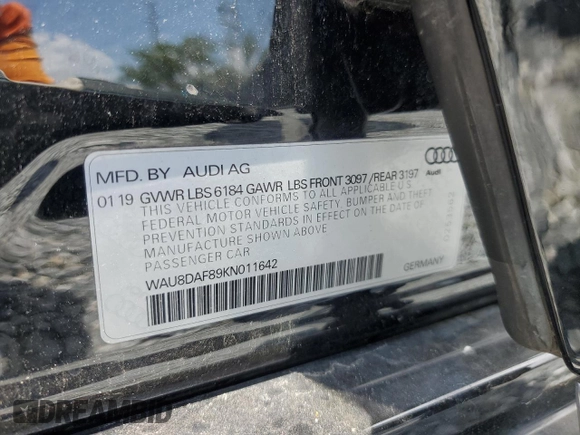 MFD. BY AUDI AG
01 19 GVWR LBS 6184 GAWR LBS FRONT 3097 /REAR 3197
THIS VEHICLE CONFORMS TO ALL APPLICABLE U.S.
FEDERAL MOTOR VEHICLE SAFETY, BUMPER AND THEFT
PREVENTION STANDARDS IN EFFECT ON THE DATE OF
MANUFACTURE SHOWN ABOVE
PASSENGER CAR
WAU8DAF89KN011642
Audi
GERMANY
DREAMBID